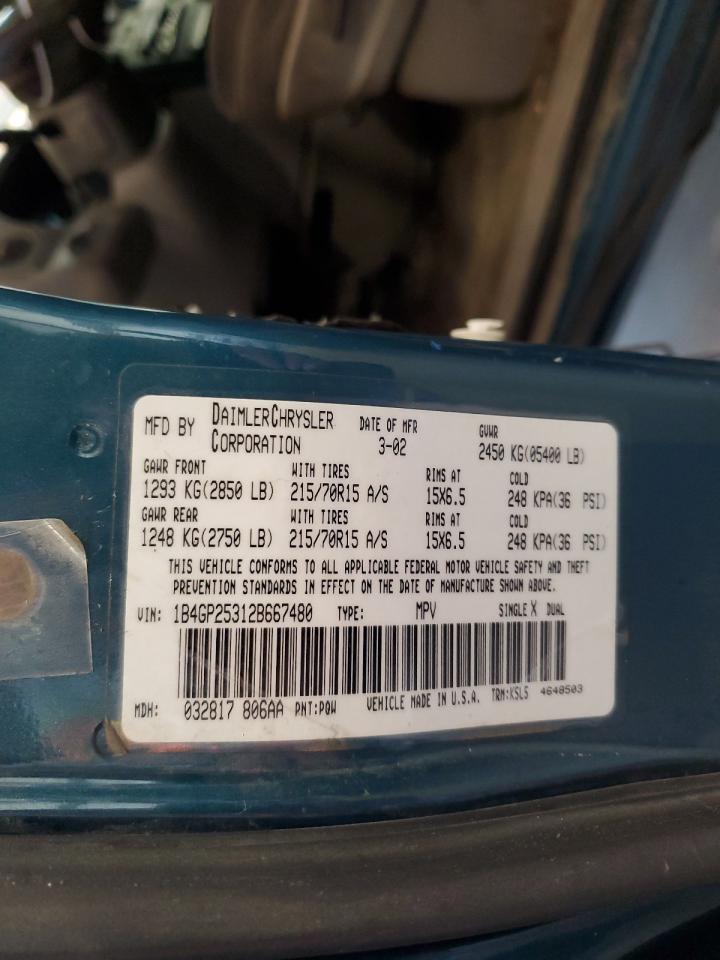 MFD BY DAIMLERCHRYSLER CORPORATION DATE OF MFR 3-02 GVWR 2450 KG(05400 LB)
GAWR FRONT WITH TIRES RIMS AT COLD
1293 KG(2850 LB) 215/70R15 A/S 15X6.5 248 KPA(36 PSI)
GAWR REAR WITH TIRES RIMS AT COLD
1248 KG(2750 LB) 215/70R15 A/S 15X6.5 248 KPA(36 PSI)
THIS VEHICLE CONFORMS TO ALL APPLICABLE FEDERAL MOTOR VEHICLE SAFETY AND THEFT
PREVENTION STANDARDS IN EFFECT ON THE DATE OF MANUFACTURE SHOWN ABOVE.
VIN: 1B4GP25312B667480 TYPE: MPV SINGLE X DUAL
MDH: 032817 806AA PNT:PQW VEHICLE MADE IN U.S.A. TRM:KSL5 4648503